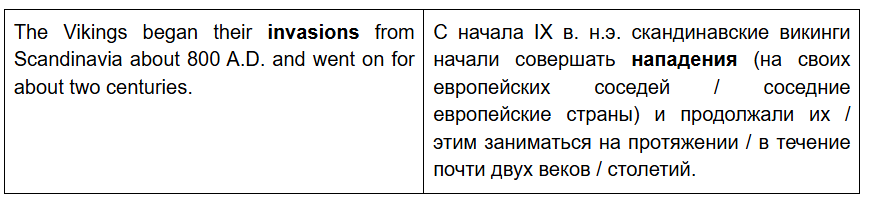 The Vikings began their invasions from
Scandinavia about 800 A.D. and went on for
about two centuries.
С начала IX в. н.э. скандинавские викинги
начали совершать нападения (на своих
европейских соседей / соседние
европейские страны) и продолжали их /
этим заниматься на протяжении / в течение
почти двух веков / столетий.